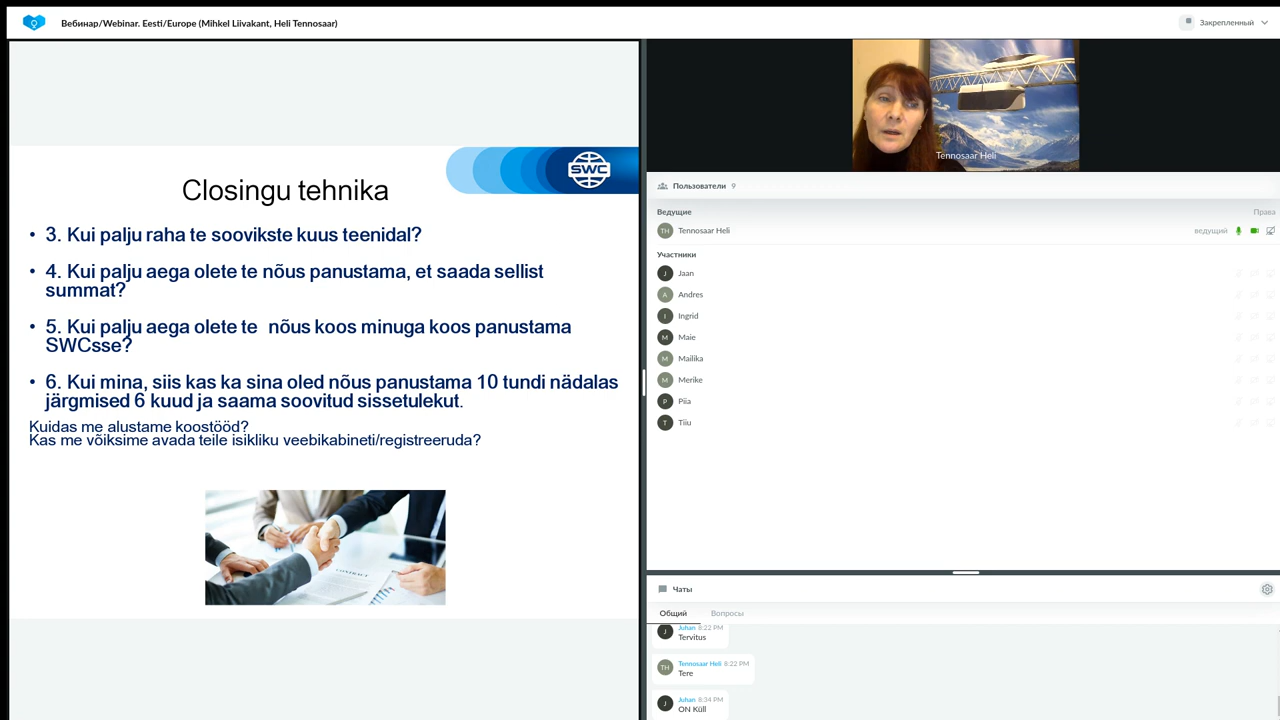 Вебинар/Webinar. Eesti/Europe (Mihkel Liivakant, Heli Tennosaar)
Закрепленный
SWC
Closingu tehnika
• 3. Kui palju raha te soovikste kuus teenidal?
• 4. Kui palju aega olete te nõus panustama, et saada sellist
summat?
• 5. Kui palju aega olete te  nõus koos minuga koos panustama
SWCsse?
• 6. Kui mina, siis kas ka sina oled nõus panustama 10 tundi nädalas
järgmised 6 kuud ja saama soovitud sissetulekut.
Kuidas me alustame koostööd?
Kas me võiksime avada teile isikliku veebikabineti/registreeruda?
CONTRACT
Tennosaar Heli
Пользователи 9
Ведущие Права
TH Tennosaar Heli ведущий
Участники
J Jaan
A Andres
I Ingrid
M Maie
M Mailika
M Merike
P Piia
T Tiiu
Чаты
Общий Вопросы
Juhan 8:22 PM
J Tervitus
Tennosaar Heli 8:22 PM
TH Tere
Juhan 8:34 PM
J ON Küll